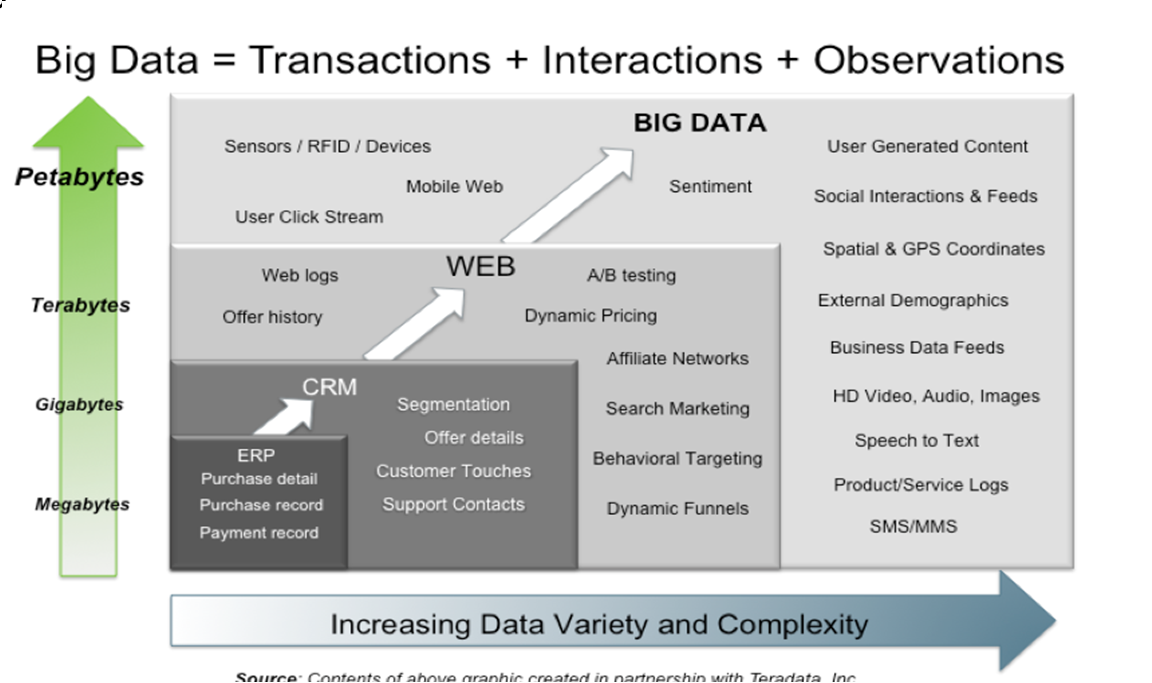 Big Data = Transactions + Interactions + Observations
Petabytes
Terabytes
Gigabytes
Megabytes
BIG DATA
Sensors / RFID / Devices
Mobile Web
Sentiment
User Click Stream
User Generated Content
Social Interactions & Feeds
Spatial & GPS Coordinates
External Demographics
Business Data Feeds
HD Video, Audio, Images
Speech to Text
Product/Service Logs
SMS/MMS
WEB
Web logs
A/B testing
Offer history
Dynamic Pricing
Affiliate Networks
Search Marketing
Behavioral Targeting
Dynamic Funnels
CRM
Segmentation
Offer details
Customer Touches
Support Contacts
ERP
Purchase detail
Purchase record
Payment record
Increasing Data Variety and Complexity
Source: Contents of above graphic created in partnership with Teradata, Inc.